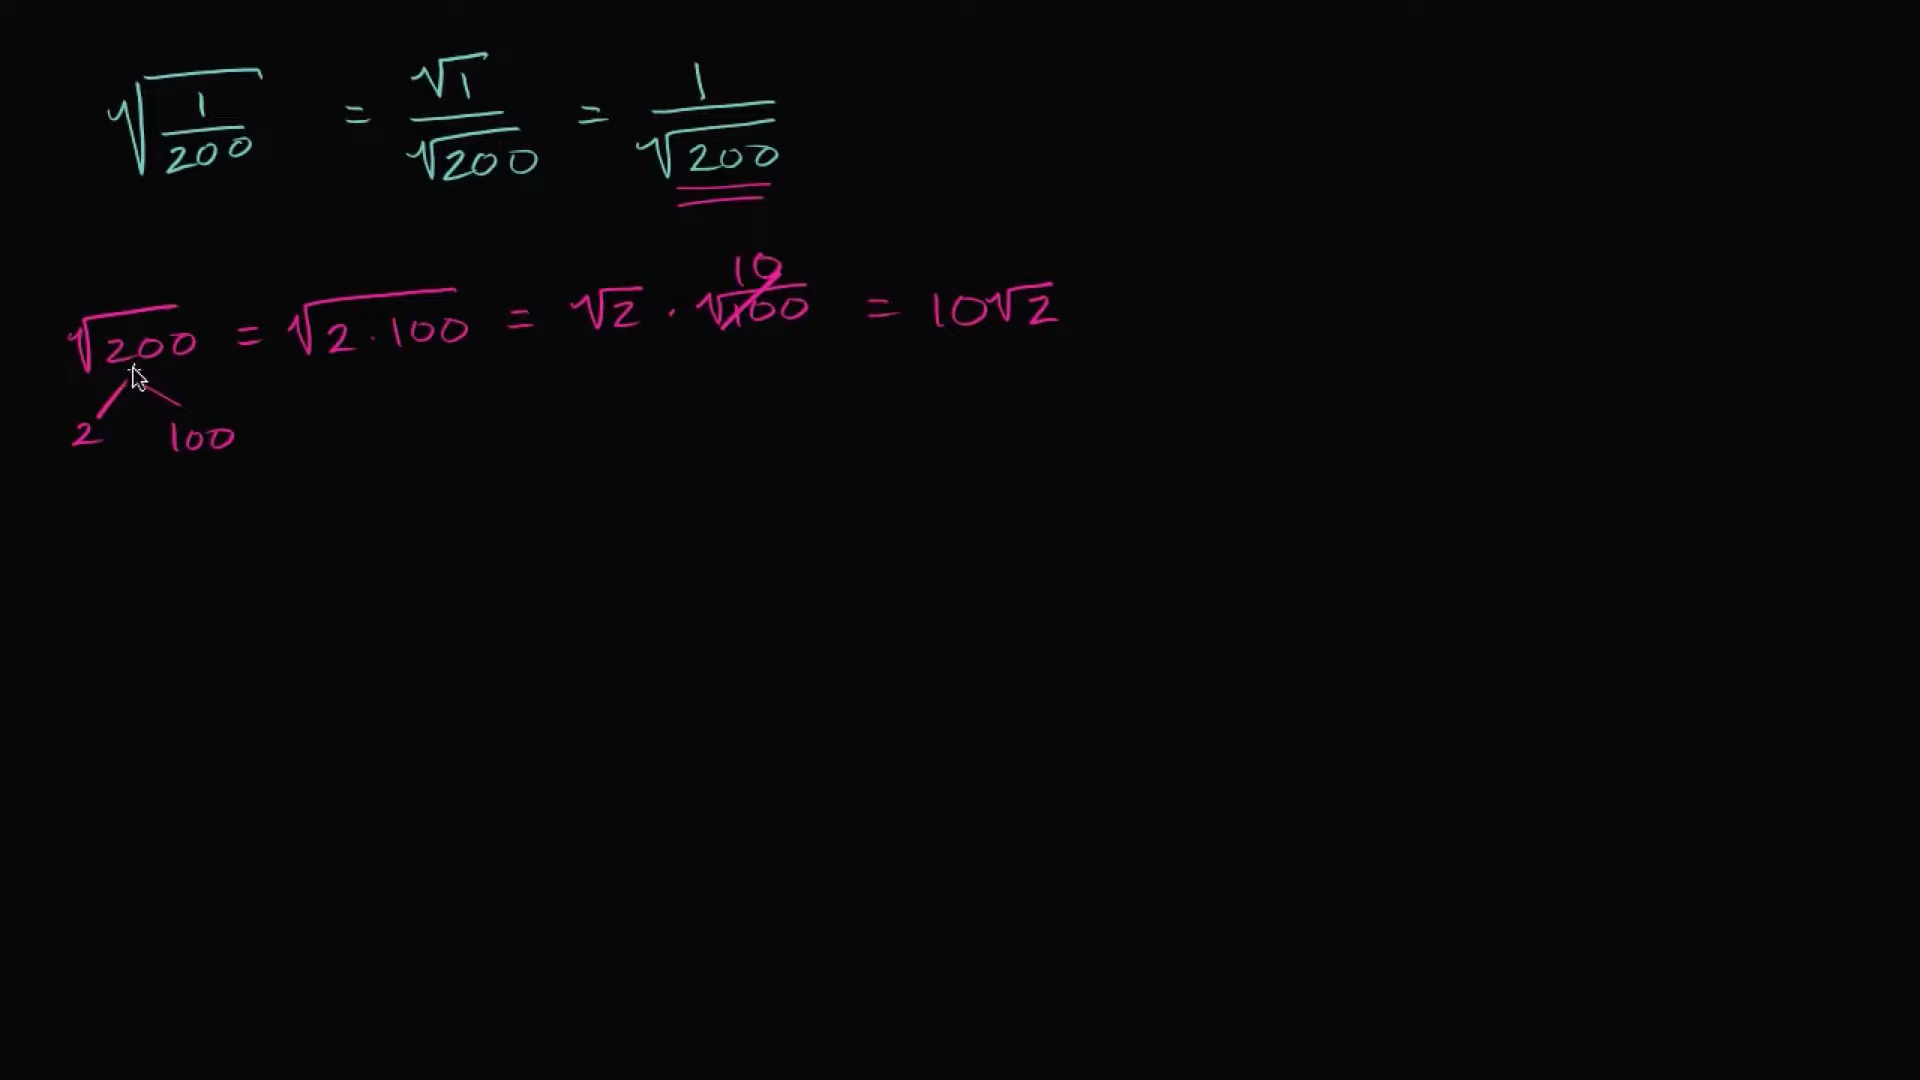 √(1/200) = √1/√200 = 1/√200
√200 = √(2·100) = √2 · √100 10 = 10√2
2 100